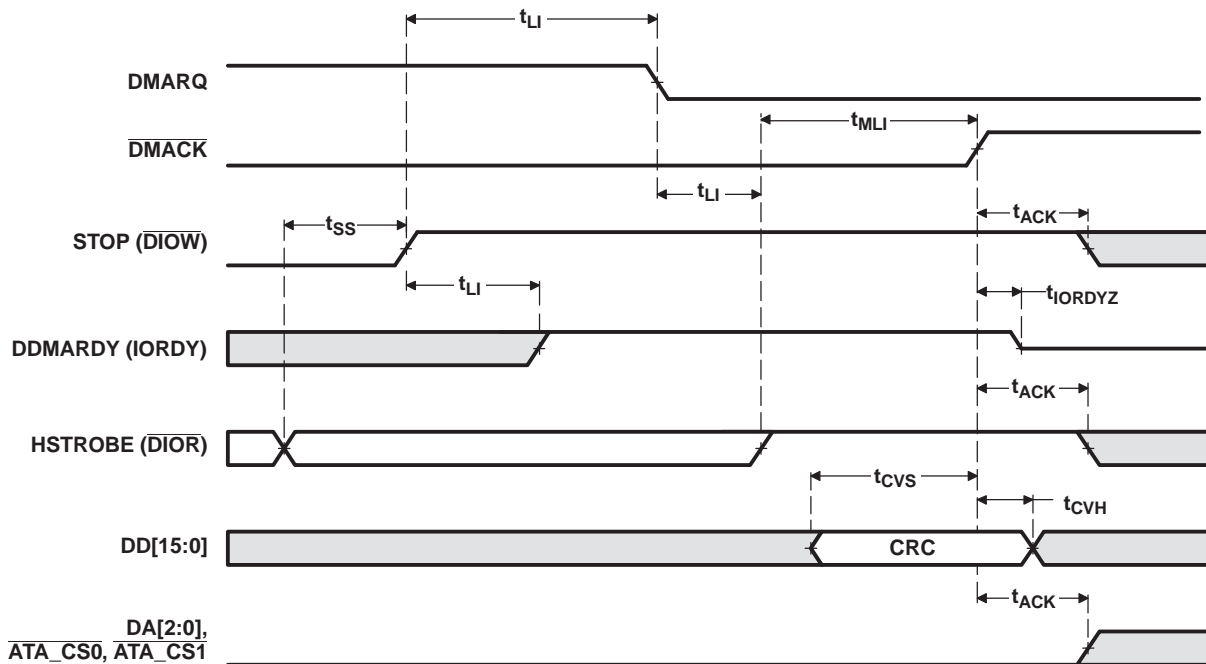 tLI
DMARQ
tMLI
DMACK
tLI
tSS
tACK
STOP (DIOW)
tLI
tIORDYZ
DDMARDY (IORDY)
tACK
HSTROBE (DIOR)
tCVS
tCVH
DD[15:0]
CRC
tACK
DA[2:0],
ATA_CS0, ATA_CS1